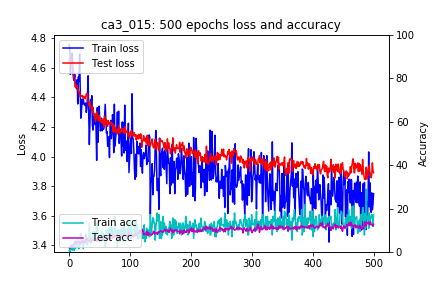 ca3_015: 500 epochs loss and accuracy
Train loss
Test loss
Train acc
Test acc
Loss
4.8
4.6
4.4
4.2
4.0
3.8
3.6
3.4
Accuracy
100
80
60
40
20
0
0
100
200
300
400
500